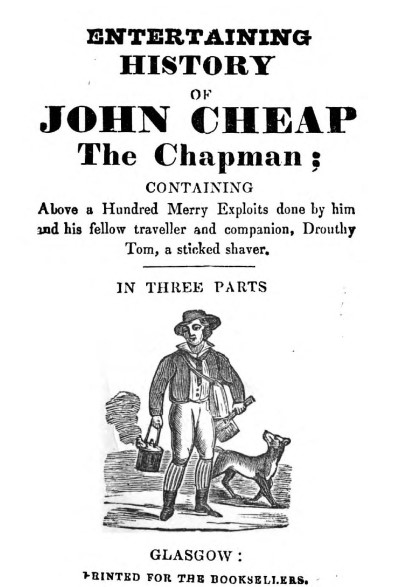 ENTERTAINING
HISTORY
OF
JOHN CHEAP
The Chapman;
CONTAINING
Above a Hundred Merry Exploits done by him
and his fellow traveller and companion, Drouthy
Tom, a sticked shaver.
IN THREE PARTS
GLASGOW:
PRINTED FOR THE BOOKSELLERS.